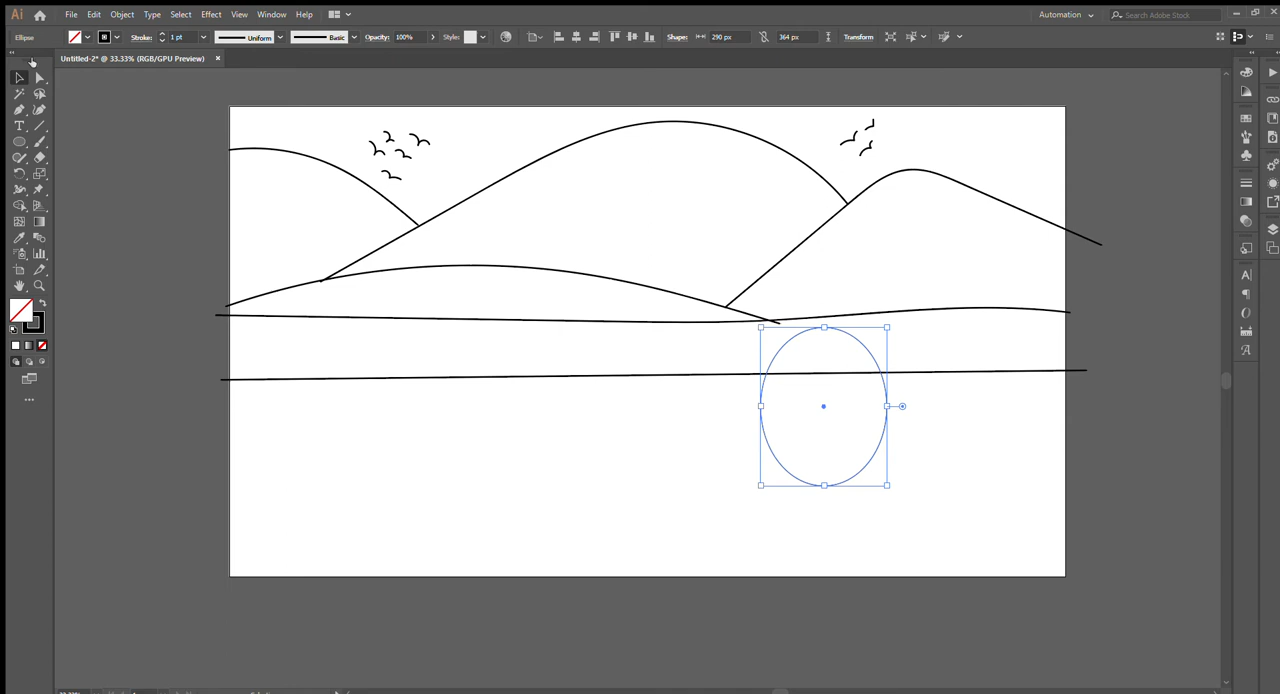 Ai File Edit Object Type Select Effect View Window Help Automation Search Adobe Stock
Ellipse Stroke: 1 pt Uniform Basic Opacity: 100% Style: Shape: 290 px 364 px Transform
Untitled-2* @ 33.33% (RGB/GPU Preview) ×